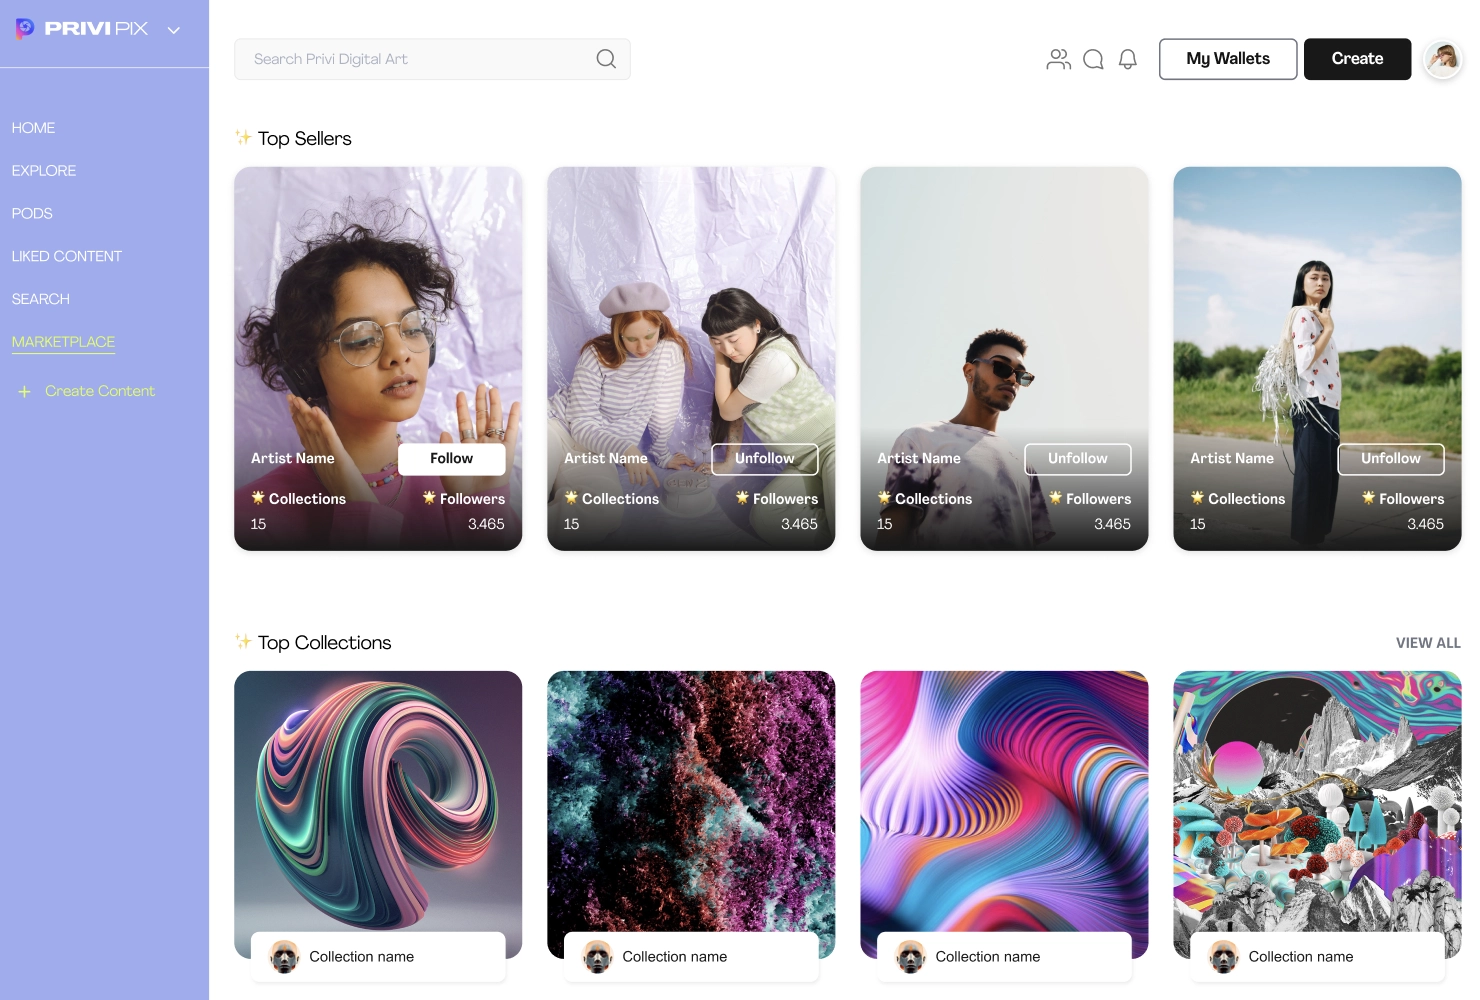 PRIVI PIX
HOME
EXPLORE
PODS
LIKED CONTENT
SEARCH
MARKETPLACE
+ Create Content
Search Privi Digital Art
My Wallets
Create
Top Sellers
Artist Name
Follow
Collections
Followers
15
3.465
Artist Name
Unfollow
Collections
Followers
15
3.465
Artist Name
Unfollow
Collections
Followers
15
3.465
Artist Name
Unfollow
Collections
Followers
15
3.465
Top Collections
VIEW ALL
Collection name
Collection name
Collection name
Collection name